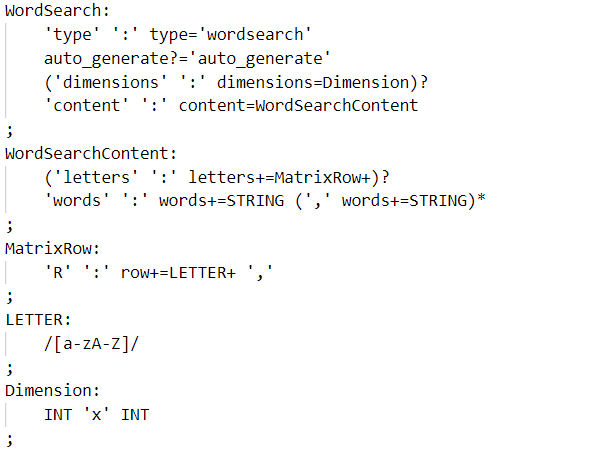 WordSearch:
    'type' ':' type='wordsearch'
    auto_generate?='auto_generate'
    ('dimensions' ':' dimensions=Dimension)?
    'content' ':' content=WordSearchContent
;
WordSearchContent:
    ('letters' ':' letters+=MatrixRow+)?
    'words' ':' words+=STRING (',' words+=STRING)*
;
MatrixRow:
    'R' ':' row+=LETTER+ ','
;
LETTER:
    /[a-zA-Z]/
;
Dimension:
    INT 'x' INT
;